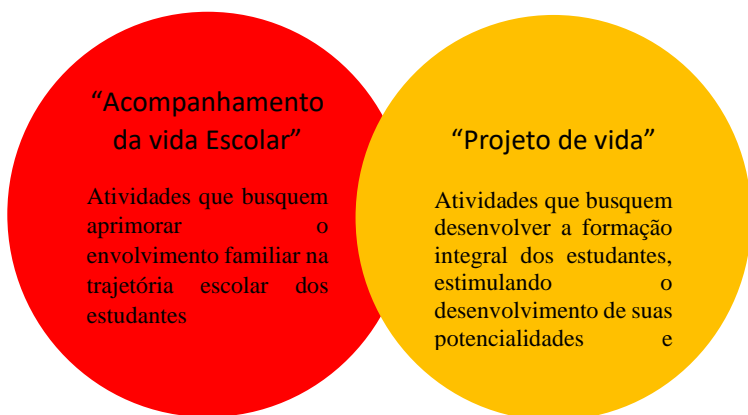 “Acompanhamento
da vida Escolar”
Atividades que busquem
aprimorar o
envolvimento familiar na
trajetória escolar dos
estudantes
“Projeto de vida”
Atividades que busquem
desenvolver a formação
integral dos estudantes,
estimulando o
desenvolvimento de suas
potencialidades e